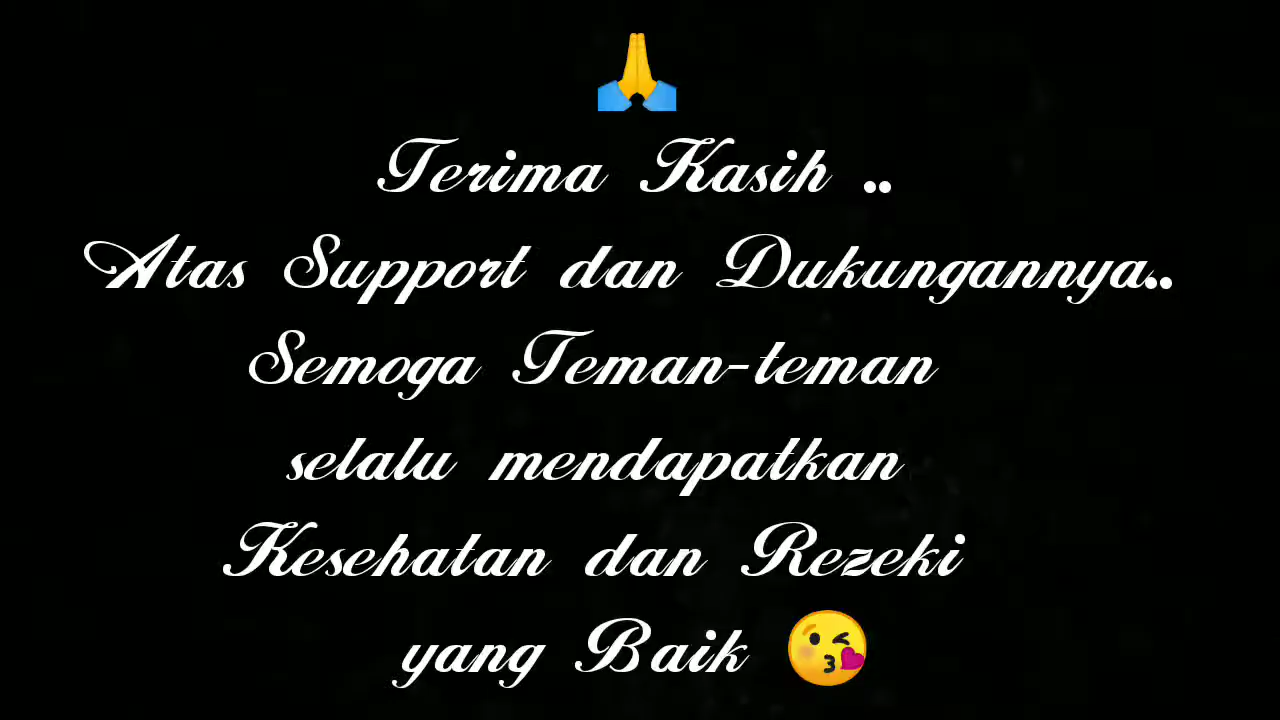 🙏
Terima Kasih ..
Atas Support dan Dukungannya..
Semoga Teman-teman
selalu mendapatkan
Kesehatan dan Rezeki
yang Baik 😘